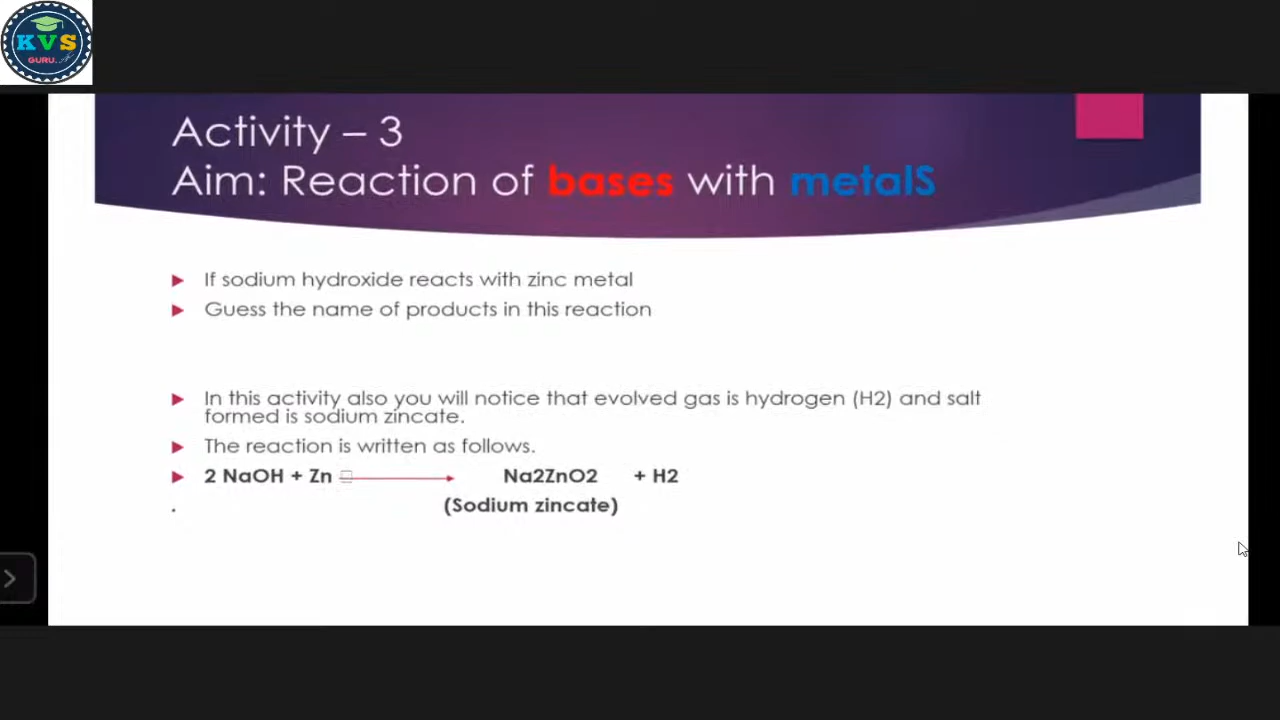 KVS
GURU
Activity – 3
Aim: Reaction of bases with metalS
If sodium hydroxide reacts with zinc metal
Guess the name of products in this reaction
In this activity also you will notice that evolved gas is hydrogen (H2) and salt
formed is sodium zincate.
The reaction is written as follows.
2 NaOH + Zn Na2ZnO2 + H2
. (Sodium zincate)